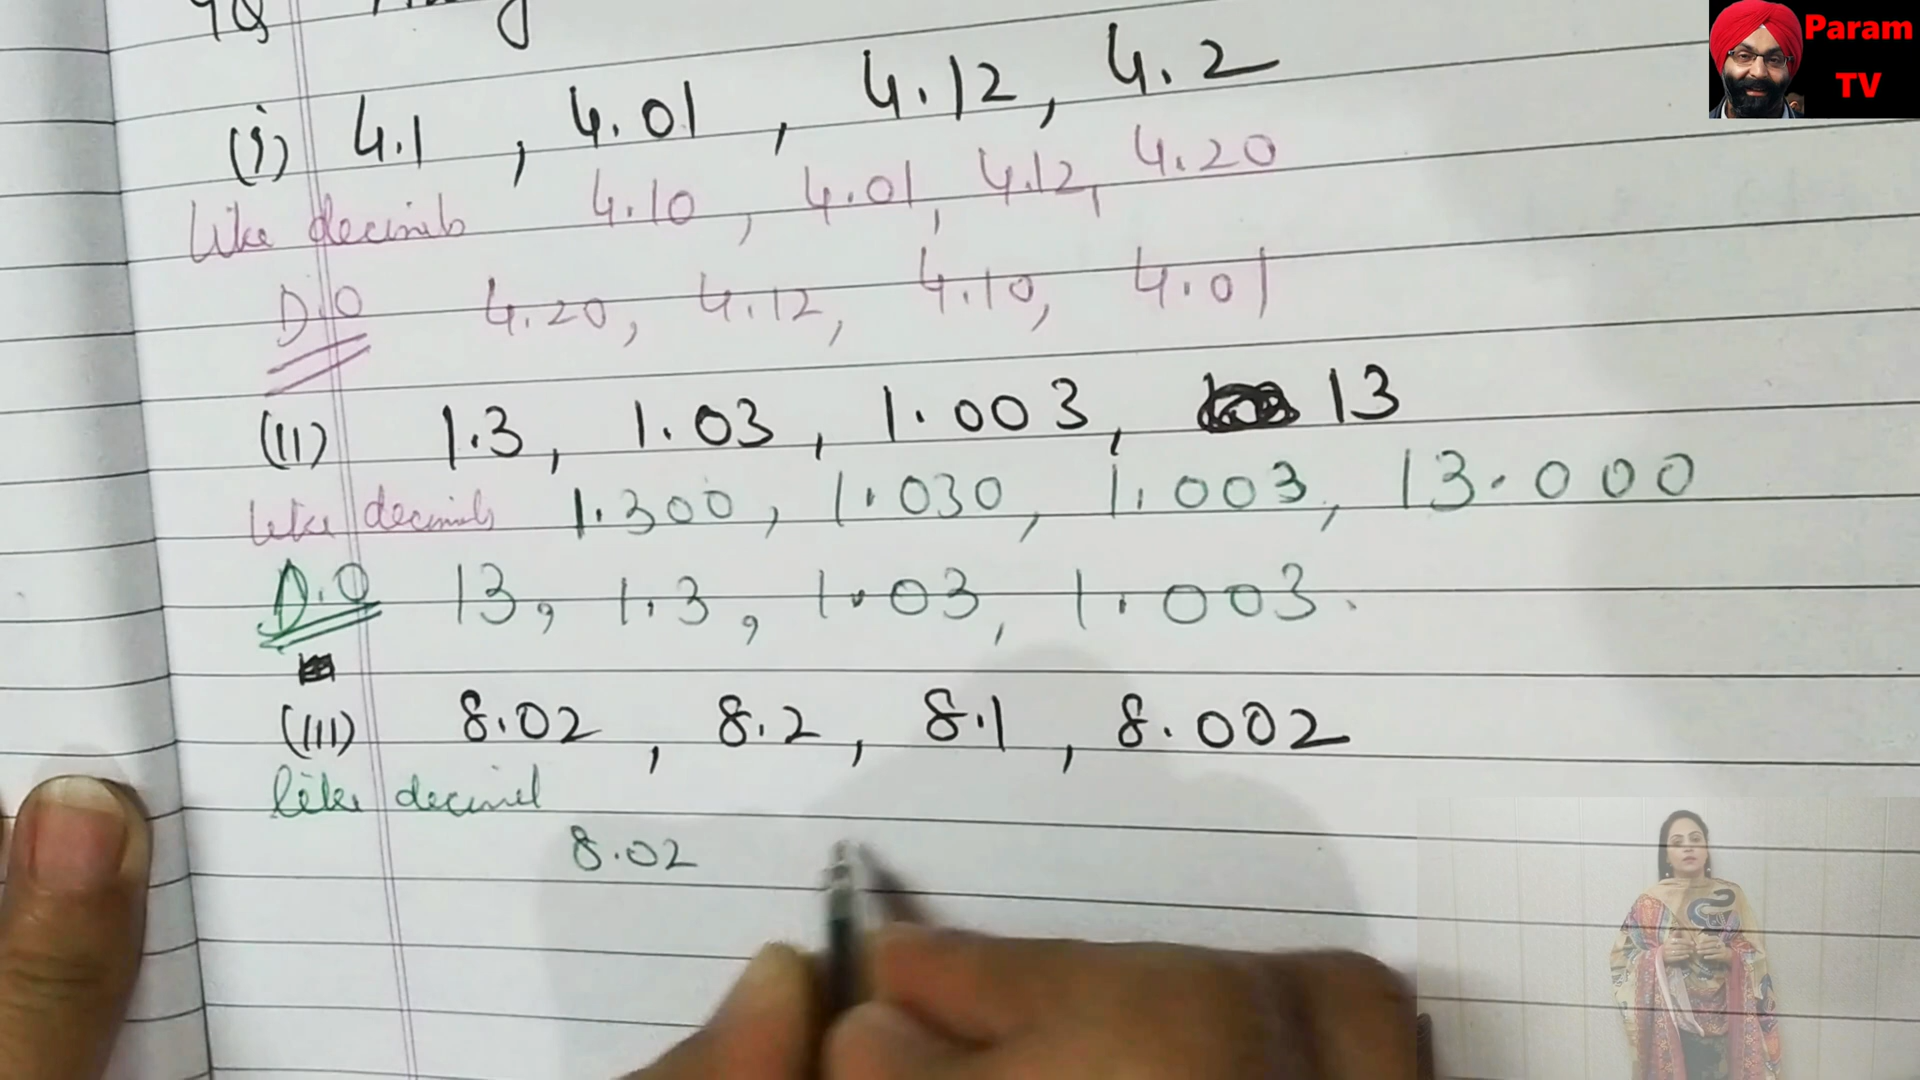 Param
TV
(i) 4.1 , 4.01 , 4.12, 4.2
like decimals 4.10, 4.01, 4.12, 4.20
D.O 4.20, 4.12, 4.10, 4.01
(II) 1.3, 1.03, 1.003, 13
like decimals 1.300, 1.030, 1.003, 13.000
D.O 13, 1.3, 1.03, 1.003.
(III) 8.02, 8.2, 8.1, 8.002
like decimal
8.02